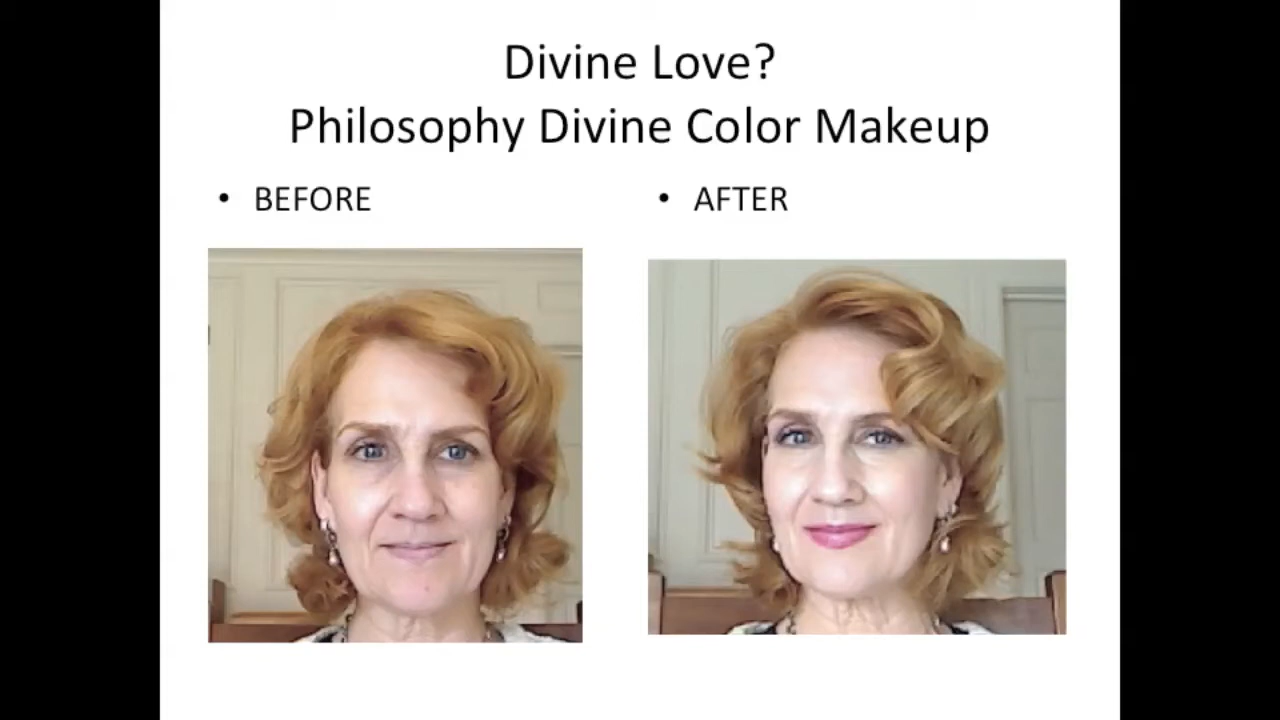 Divine Love?
Philosophy Divine Color Makeup
• BEFORE
• AFTER